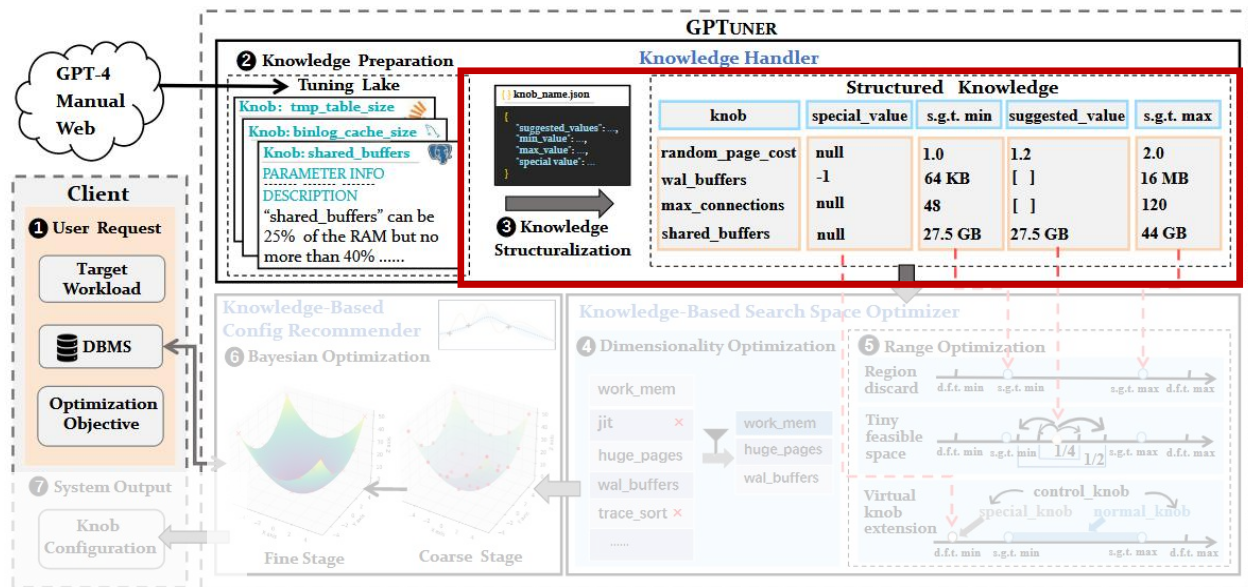 GPTUNER
Knowledge Handler
GPT-4
Manual
Web
❷ Knowledge Preparation
Tuning Lake
Knob: tmp_table_size
Knob: binlog_cache_size
Knob: shared_buffers
PARAMETER INFO
DESCRIPTION
“shared_buffers” can be
25% of the RAM but no
more than 40% ......
{ } knob_name.json
{
"suggested_values": ...,
"min_value": ...,
"max_value": ...,
"special value": ...
}
❸ Knowledge
Structuralization
Structured Knowledge
knob special_value s.g.t. min suggested_value s.g.t. max
random_page_cost null 1.0 1.2 2.0
wal_buffers -1 64 KB [ ] 16 MB
max_connections null 48 [ ] 120
shared_buffers null 27.5 GB 27.5 GB 44 GB
Client
❶ User Request
Target
Workload
DBMS
Optimization
Objective
❼ System Output
Knob
Configuration
Knowledge-Based
Config Recommender
❻ Bayesian Optimization
Fine Stage
Coarse Stage
Knowledge-Based Search Space Optimizer
❹ Dimensionality Optimization
work_mem
jit ×
huge_pages
wal_buffers
trace_sort ×
......
work_mem
huge_pages
wal_buffers
❺ Range Optimization
Region
discard
d.f.t. min s.g.t. min s.g.t. max d.f.t. max
Tiny
feasible
space
d.f.t. min s.g.t. min 1/4 1/2 s.g.t. max d.f.t. max
Virtual
knob
extension
control_knob
special_knob normal_knob
d.f.t. min s.g.t. min s.g.t. max d.f.t. max